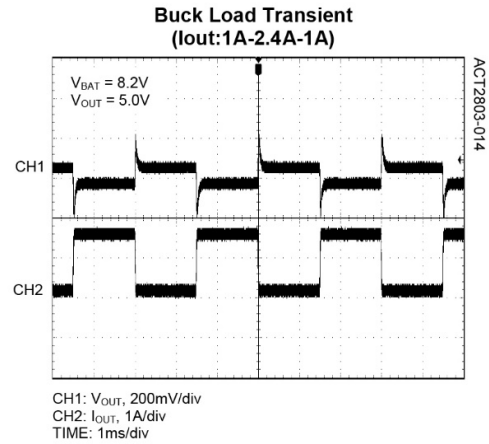 Buck Load Transient
(Iout:1A-2.4A-1A)
VBAT = 8.2V
VOUT = 5.0V
ACT2803-014
CH1
CH2
CH1: VOUT, 200mV/div
CH2: IOUT, 1A/div
TIME: 1ms/div